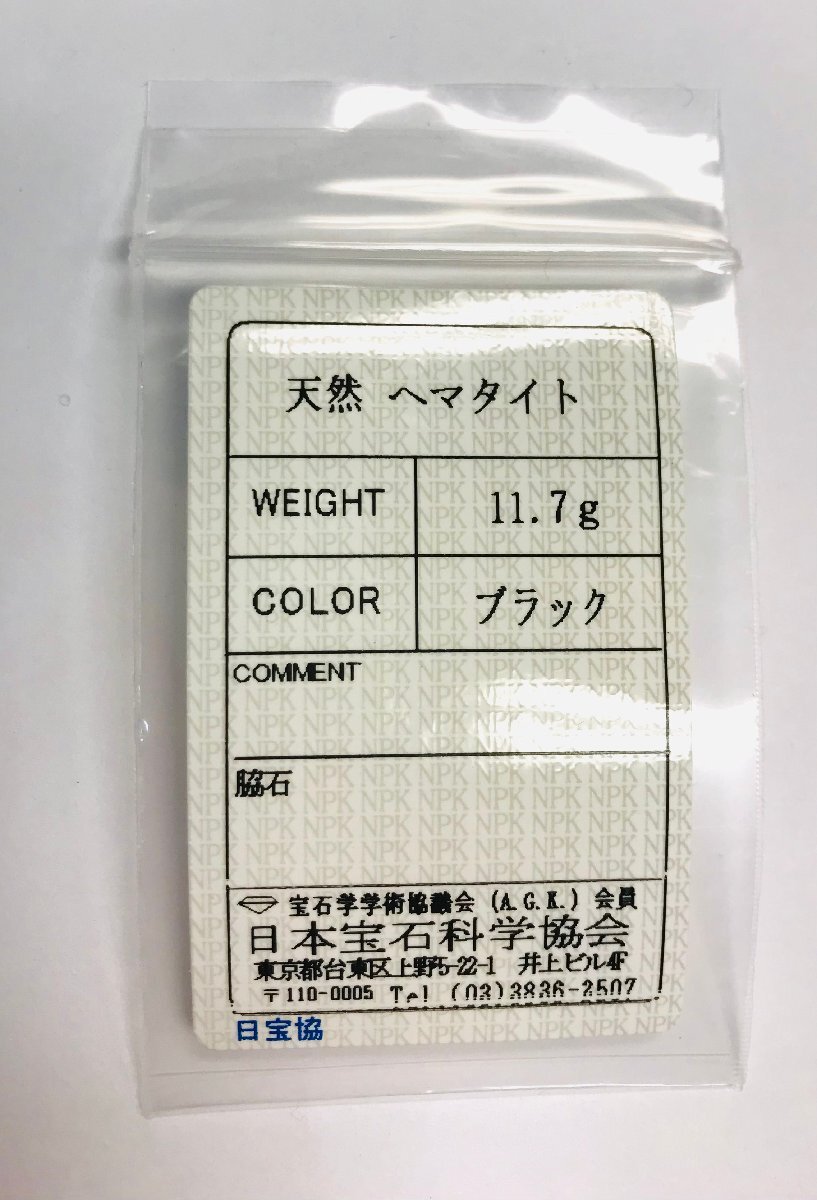 天然 ヘマタイト
WEIGHT 11.7g
COLOR ブラック
COMMENT
脇石
宝石学学術協議会 (A.G.K.) 会員
日本宝石科学協会
東京都台東区上野5-22-1 井上ビル4F
〒110-0005 Tel (03)3836-2507
日宝協